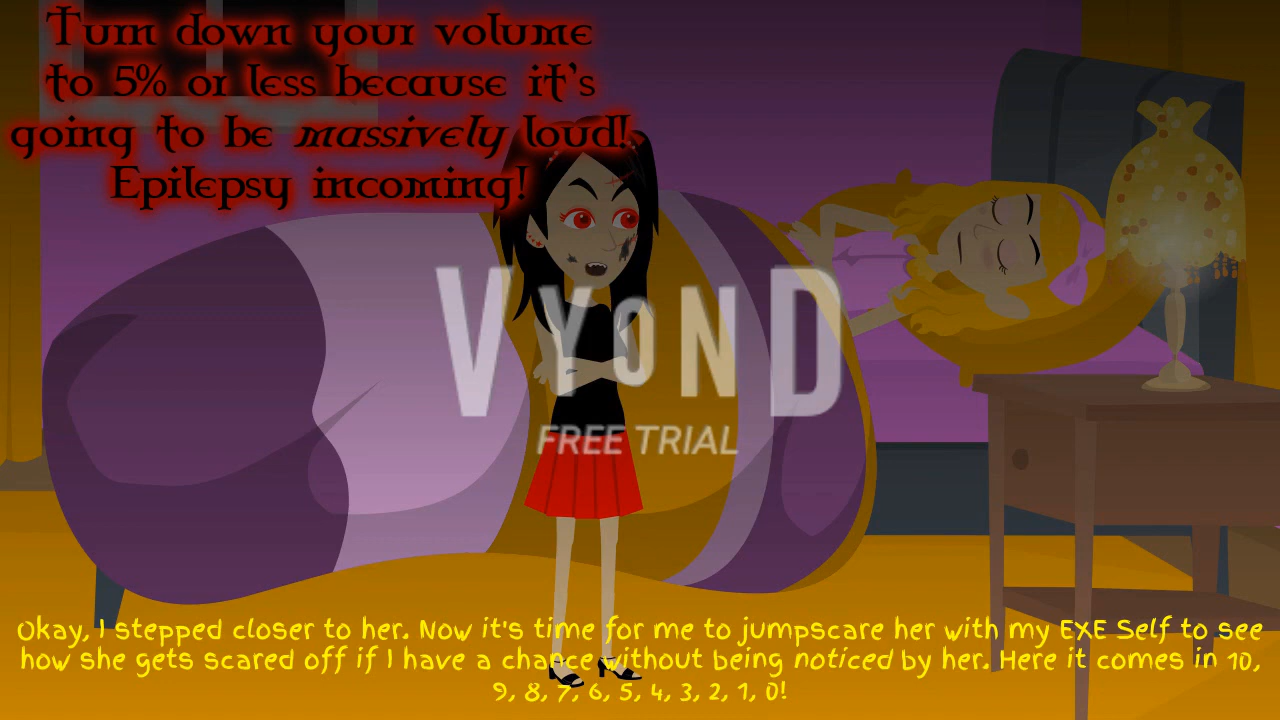 Turn down your volume
to 5% or less because it's
going to be massively loud!
Epilepsy incoming!
VYOND
FREE TRIAL
Okay, I stepped closer to her. Now it's time for me to jumpscare her with my EXE Self to see
how she gets scared off if I have a chance without being noticed by her. Here it comes in 10,
9, 8, 7, 6, 5, 4, 3, 2, 1, 0!